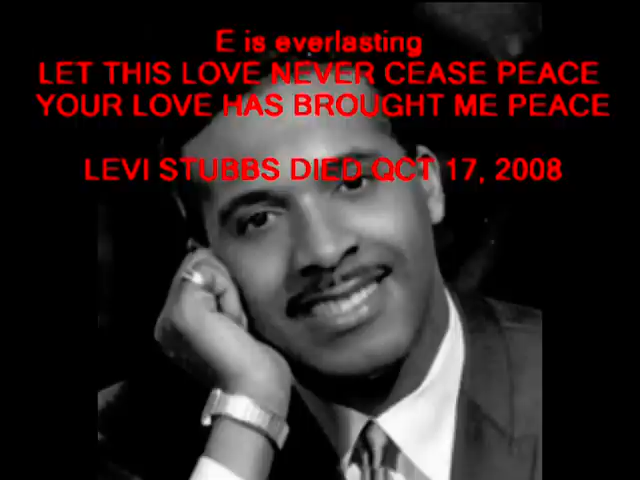 E is everlasting
LET THIS LOVE NEVER CEASE PEACE
YOUR LOVE HAS BROUGHT ME PEACE
LEVI STUBBS DIED OCT 17, 2008